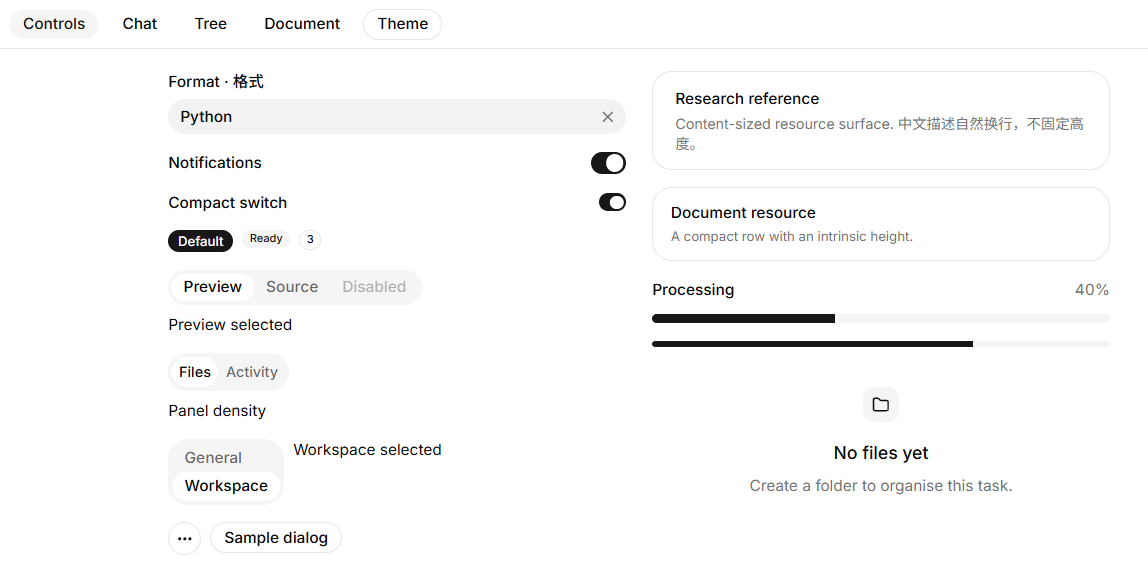 Controls Chat Tree Document Theme
Format · 格式
Python
Notifications
Compact switch
Default Ready 3
Preview Source Disabled
Preview selected
Files Activity
Panel density
General
Workspace
Workspace selected
Sample dialog
Research reference
Content-sized resource surface. 中文描述自然换行，不固定高
度。
Document resource
A compact row with an intrinsic height.
Processing 40%
No files yet
Create a folder to organise this task.